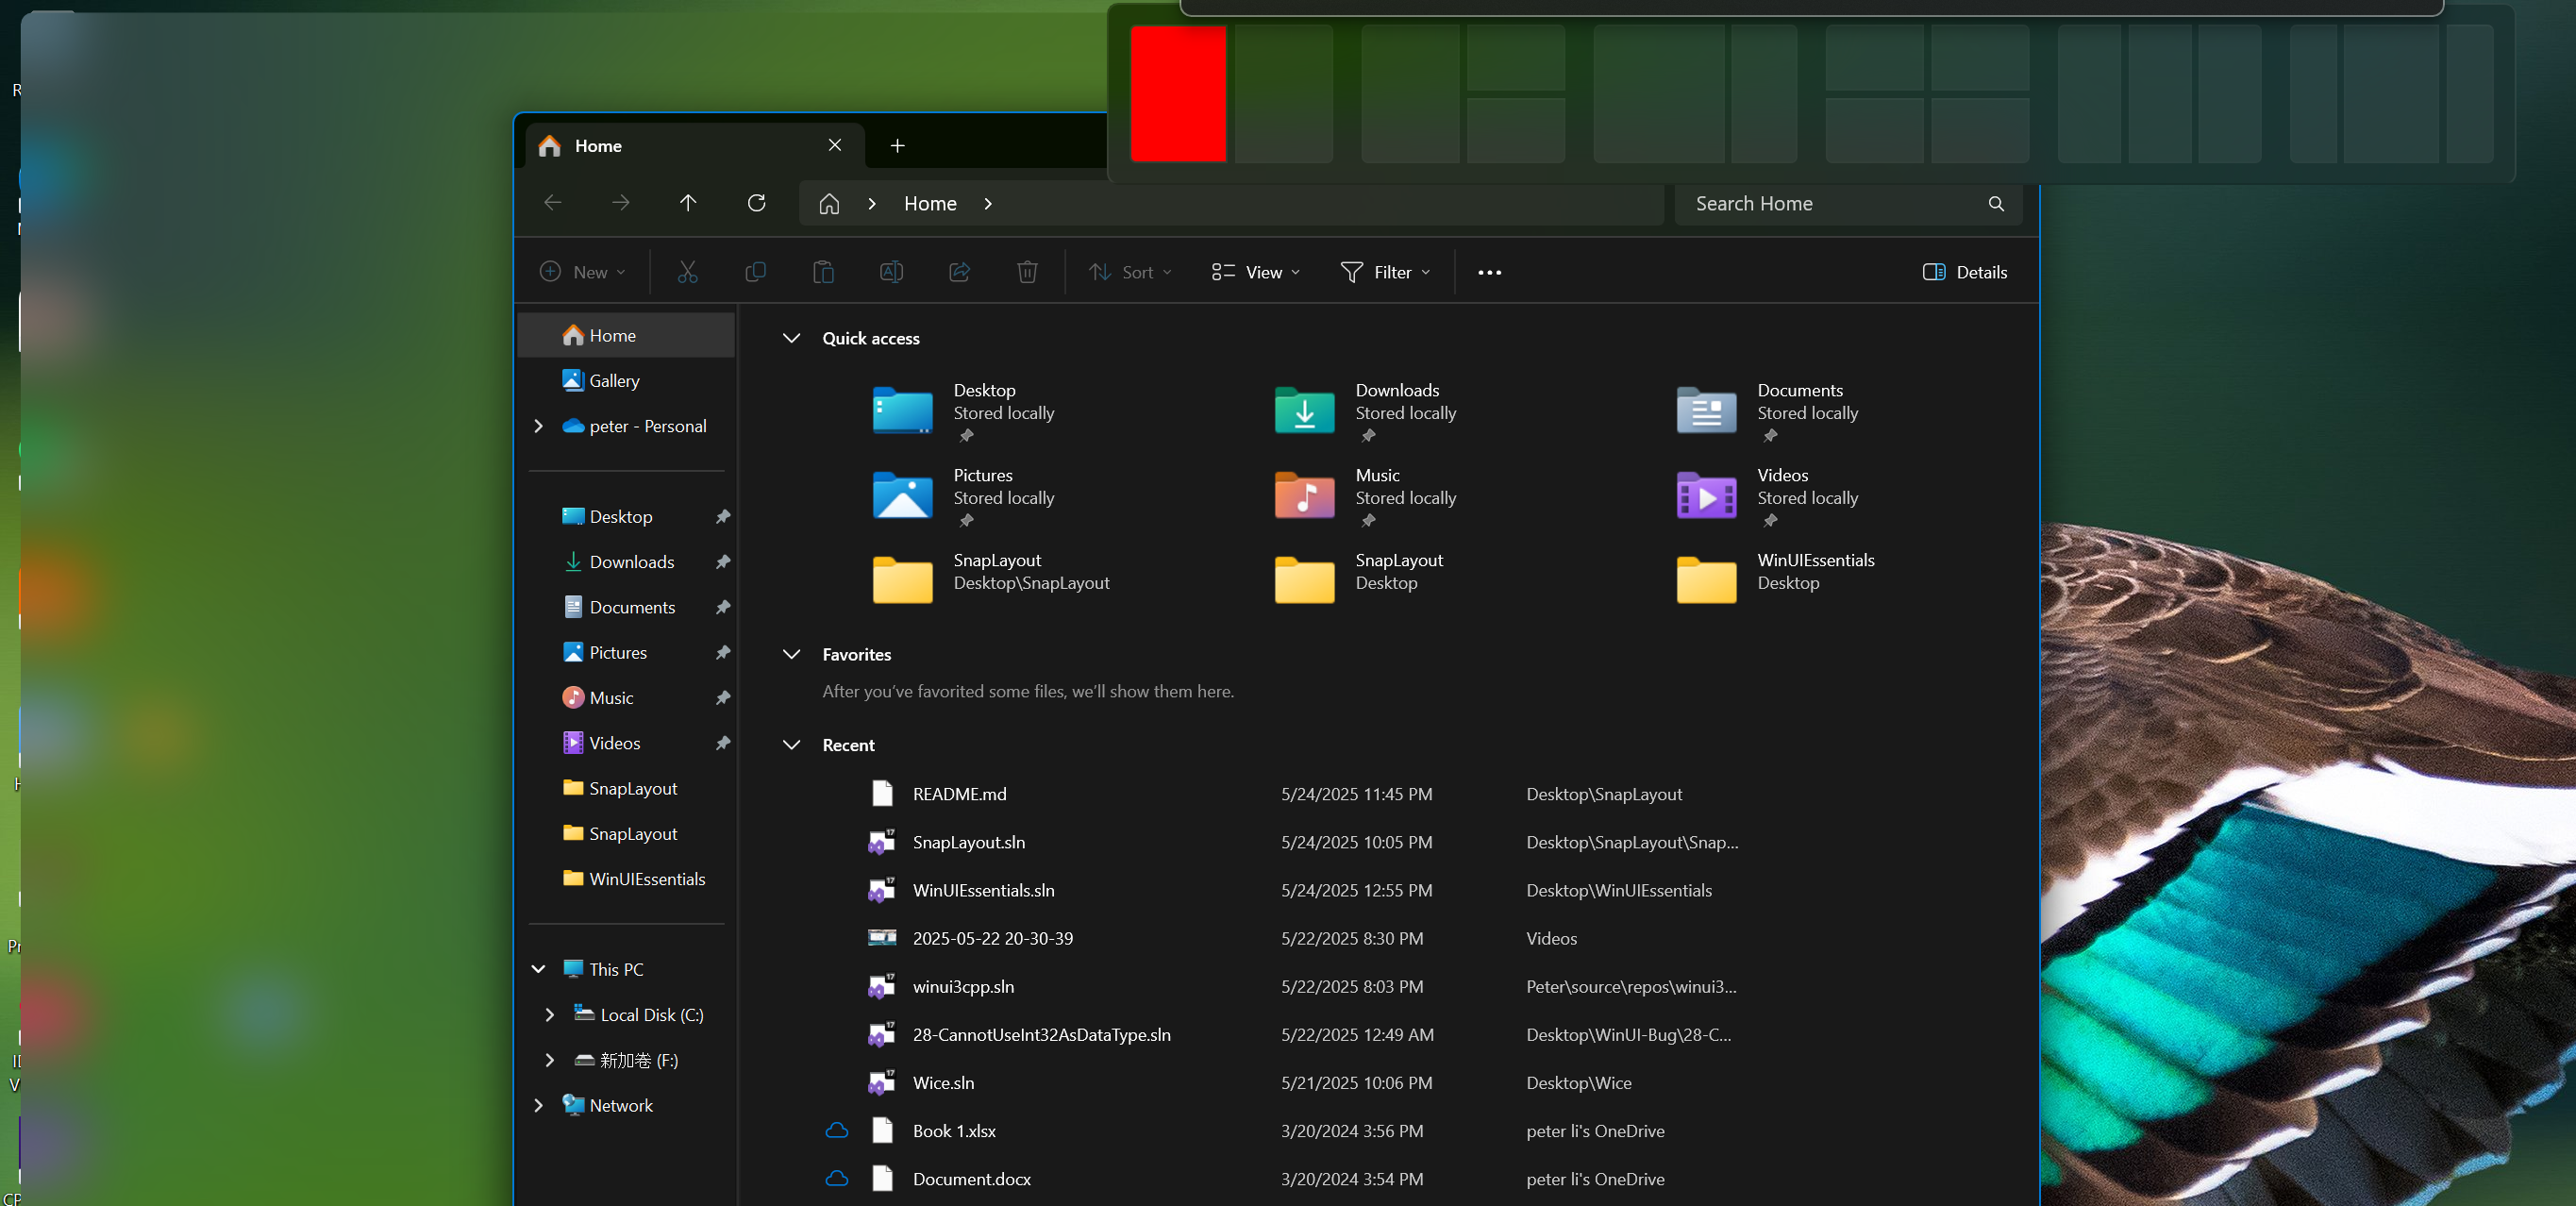 Home
Home
Search Home
New
Sort
View
Filter
Details
Home
Gallery
peter - Personal
Desktop
Downloads
Documents
Pictures
Music
Videos
SnapLayout
SnapLayout
WinUIEssentials
This PC
Local Disk (C:)
新加卷 (F:)
Network
Quick access
Desktop
Stored locally
Downloads
Stored locally
Documents
Stored locally
Pictures
Stored locally
Music
Stored locally
Videos
Stored locally
SnapLayout
Desktop\SnapLayout
SnapLayout
Desktop
WinUIEssentials
Desktop
Favorites
After you've favorited some files, we'll show them here.
Recent
README.md 5/24/2025 11:45 PM Desktop\SnapLayout
SnapLayout.sln 5/24/2025 10:05 PM Desktop\SnapLayout\Snap...
WinUIEssentials.sln 5/24/2025 12:55 PM Desktop\WinUIEssentials
2025-05-22 20-30-39 5/22/2025 8:30 PM Videos
winui3cpp.sln 5/22/2025 8:03 PM Peter\source\repos\winui3...
28-CannotUseInt32AsDataType.sln 5/22/2025 12:49 AM Desktop\WinUI-Bug\28-C...
Wice.sln 5/21/2025 10:06 PM Desktop\Wice
Book 1.xlsx 3/20/2024 3:56 PM peter li's OneDrive
Document.docx 3/20/2024 3:54 PM peter li's OneDrive